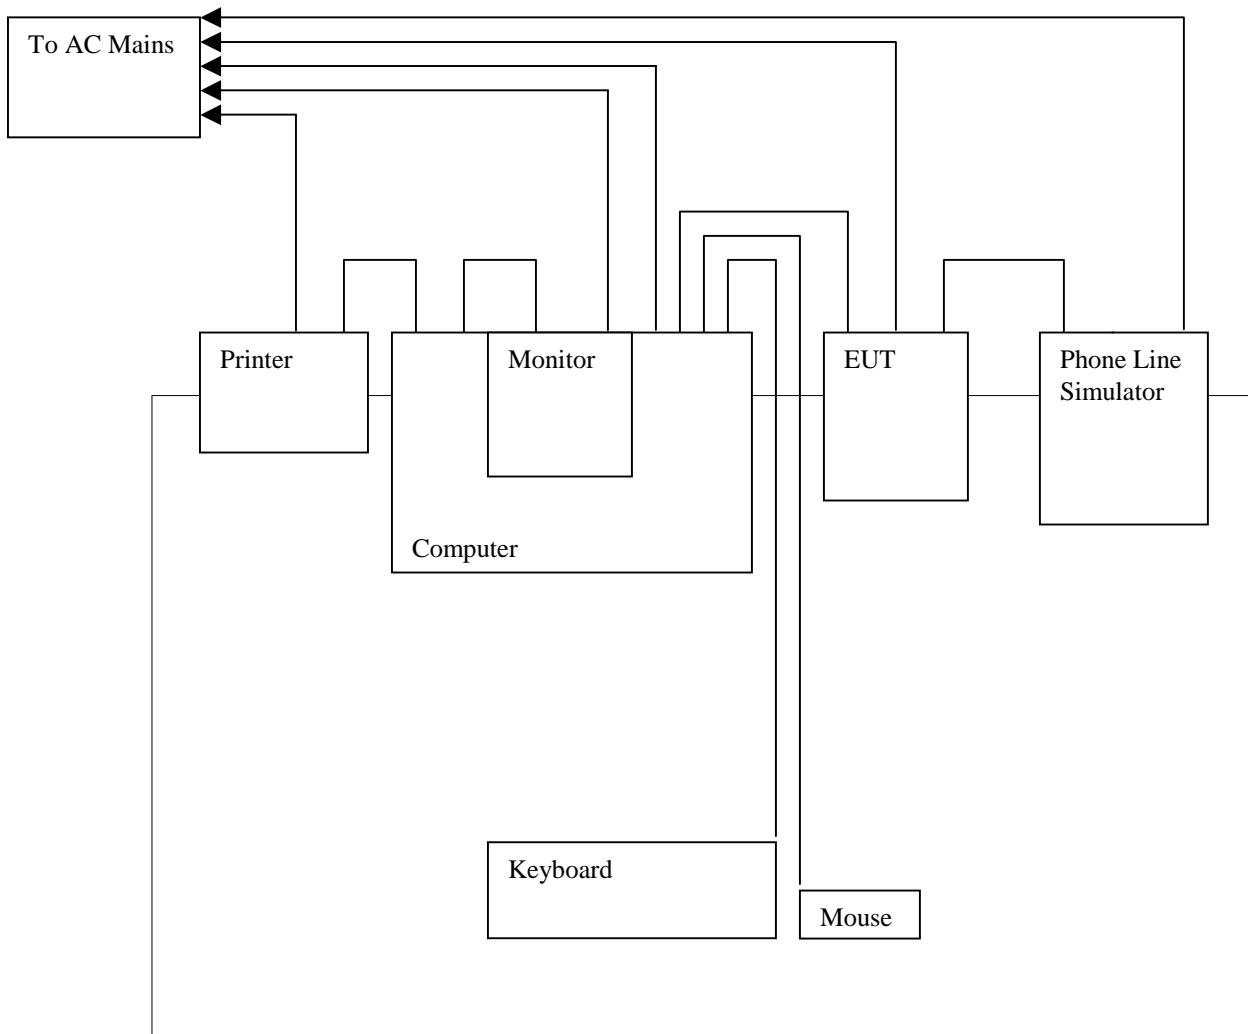 To AC Mains
Printer
Monitor
EUT
Phone Line
Simulator
Computer
Keyboard
Mouse